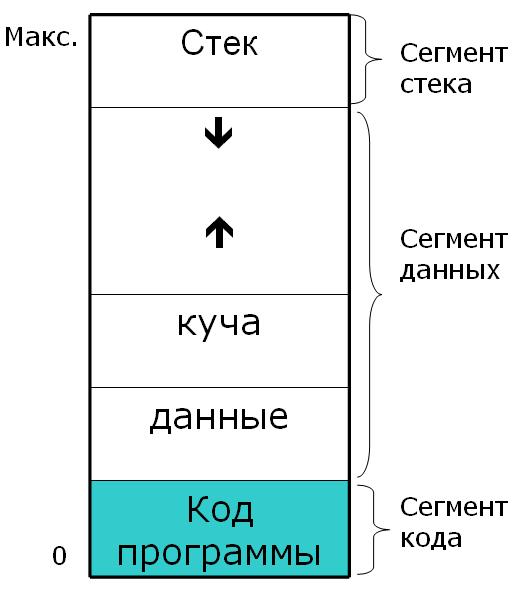 Макс.
Стек
Сегмент
стека
Сегмент
данных
куча
данные
Код
программы
Сегмент
кода
0